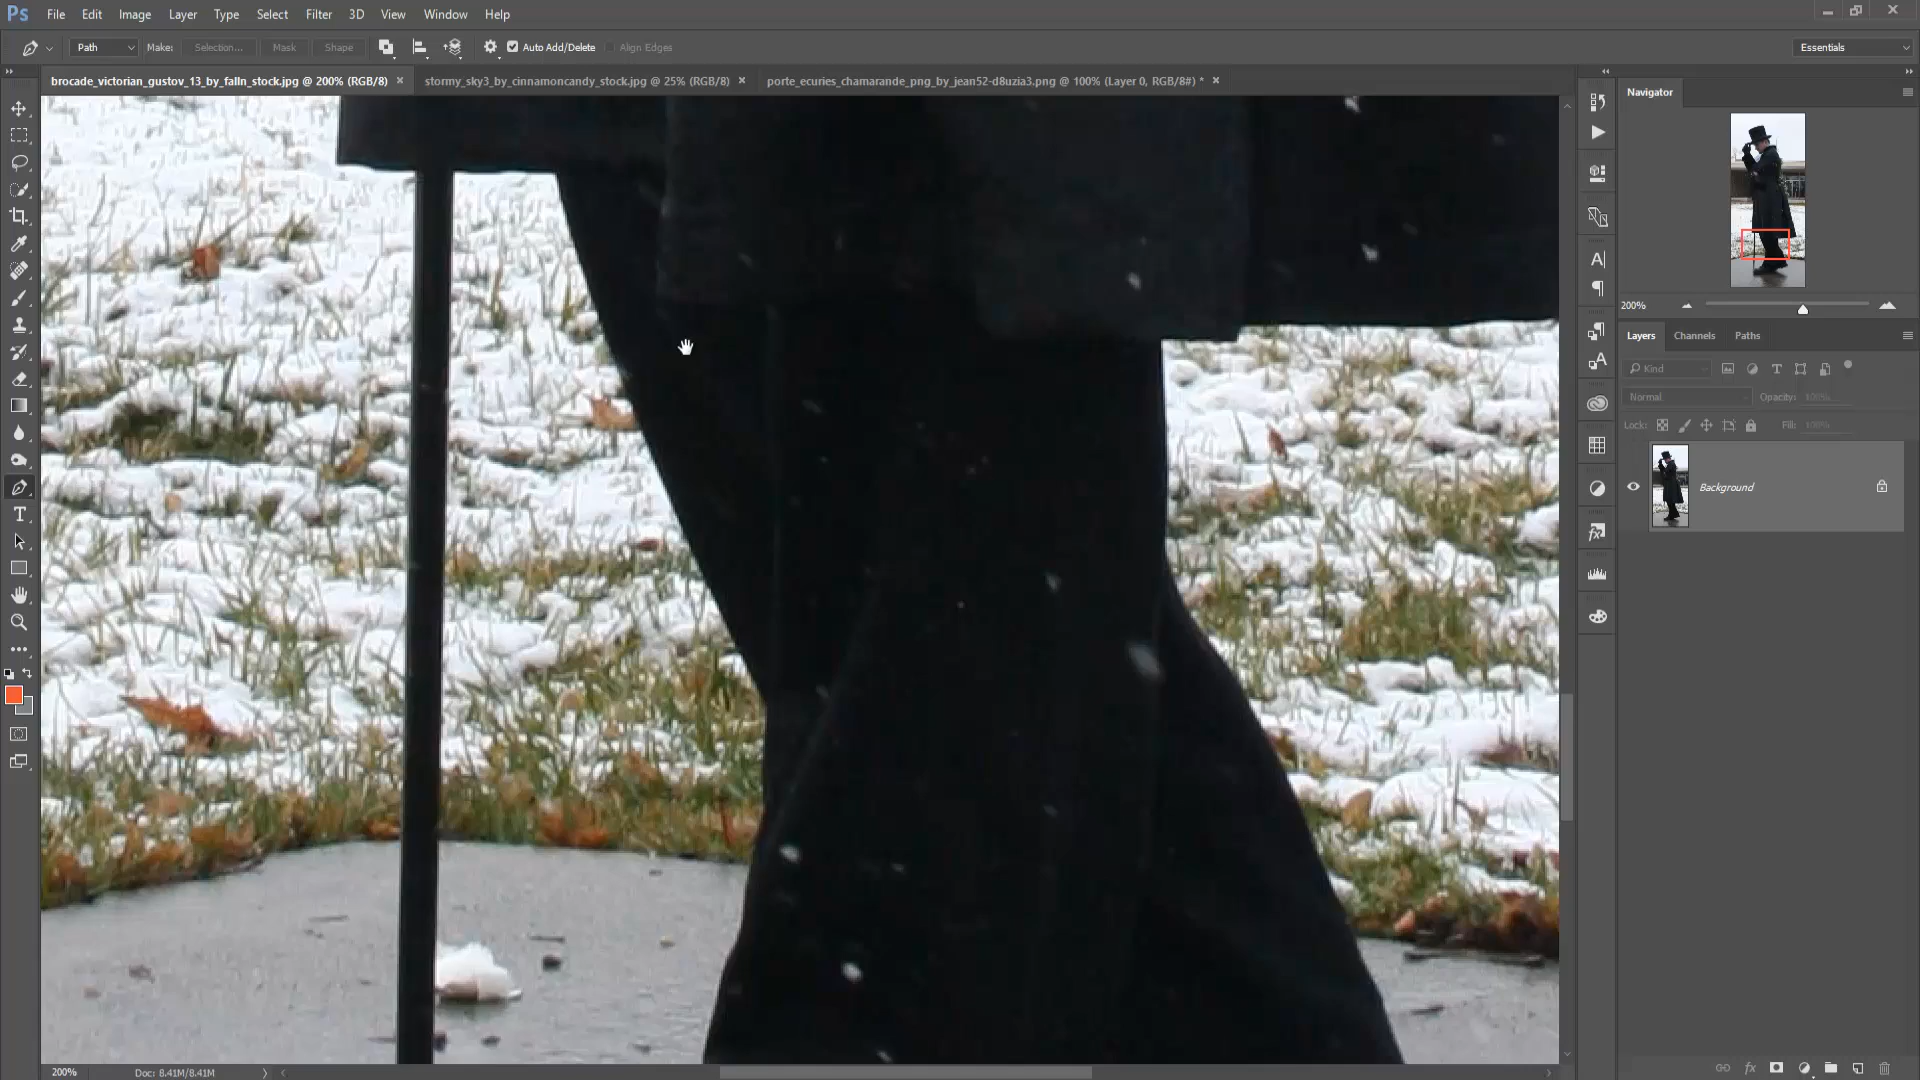 Ps File Edit Image Layer Type Select Filter 3D View Window Help
Path Make: Selection... Mask Shape Auto Add/Delete Align Edges Essentials
brocade_victorian_gustov_13_by_falln_stock.jpg @ 200% (RGB/8) × stormy_sky3_by_cinnamoncandy_stock.jpg @ 25% (RGB/8) × porte_ecuries_chamarande_png_by_jean52-d8uzia3.png @ 100% (Layer 0, RGB/8#) * ×
Navigator
200%
Layers Channels Paths
Kind
Normal Opacity: 100%
Lock: Fill: 100%
Background
200% Doc: 8.41M/8.41M